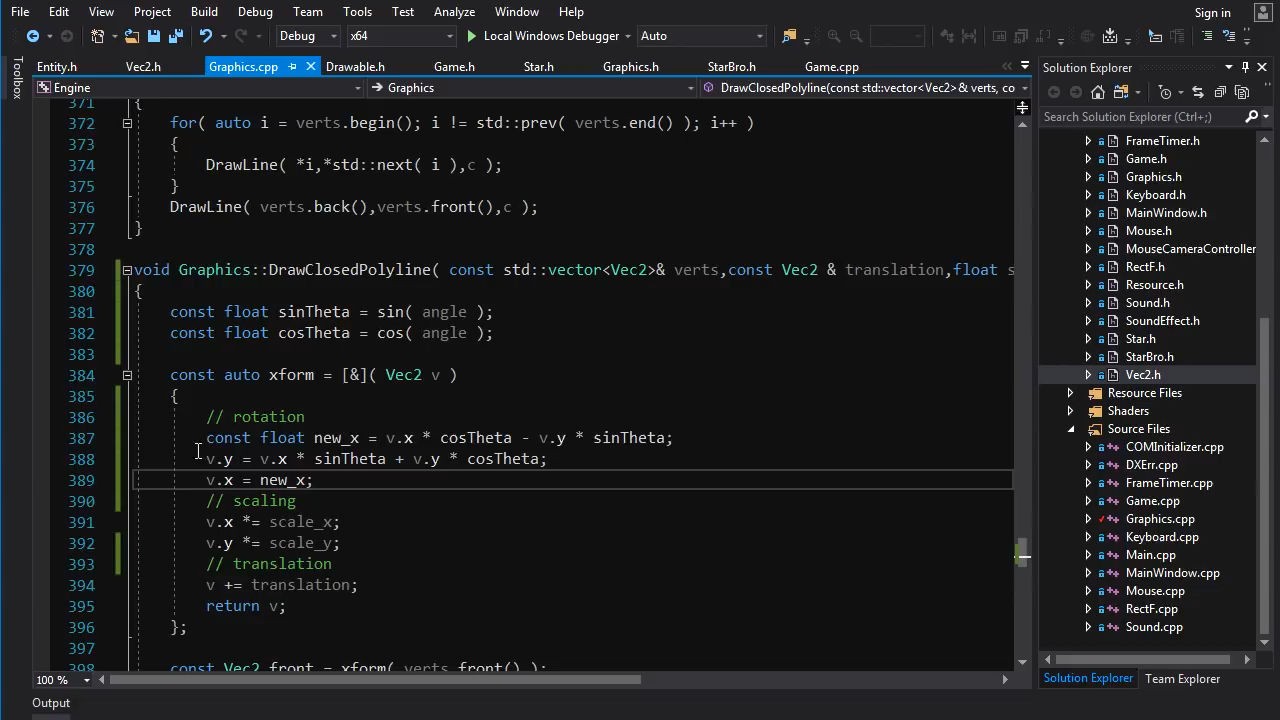 File Edit View Project Build Debug Team Tools Test Analyze Window Help Sign in
Debug x64 Local Windows Debugger Auto
Entity.h Vec2.h Graphics.cpp Drawable.h Game.h Star.h Graphics.h StarBro.h Game.cpp
Engine Graphics DrawClosedPolyline(const std::vector<Vec2> & verts, co
Toolbox
371 {
372 for( auto i = verts.begin(); i != std::prev( verts.end() ); i++ )
373 {
374 DrawLine( *i,*std::next( i ),c );
375 }
376 DrawLine( verts.back(),verts.front(),c );
377 }
378
379 void Graphics::DrawClosedPolyline( const std::vector<Vec2>& verts,const Vec2 & translation,float s
380 {
381 const float sinTheta = sin( angle );
382 const float cosTheta = cos( angle );
383
384 const auto xform = [&]( Vec2 v )
385 {
386 // rotation
387 const float new_x = v.x * cosTheta - v.y * sinTheta;
388 v.y = v.x * sinTheta + v.y * cosTheta;
389 v.x = new_x;
390 // scaling
391 v.x *= scale_x;
392 v.y *= scale_y;
393 // translation
394 v += translation;
395 return v;
396 };
397
398 const Vec2 front = xform( verts.front() );
100 %
Output
Solution Explorer
Search Solution Explorer (Ctrl+;)
FrameTimer.h
Game.h
Graphics.h
Keyboard.h
MainWindow.h
Mouse.h
MouseCameraController
RectF.h
Resource.h
Sound.h
SoundEffect.h
Star.h
StarBro.h
Vec2.h
Resource Files
Shaders
Source Files
COMInitializer.cpp
DXErr.cpp
FrameTimer.cpp
Game.cpp
Graphics.cpp
Keyboard.cpp
Main.cpp
MainWindow.cpp
Mouse.cpp
RectF.cpp
Sound.cpp
Solution Explorer Team Explorer